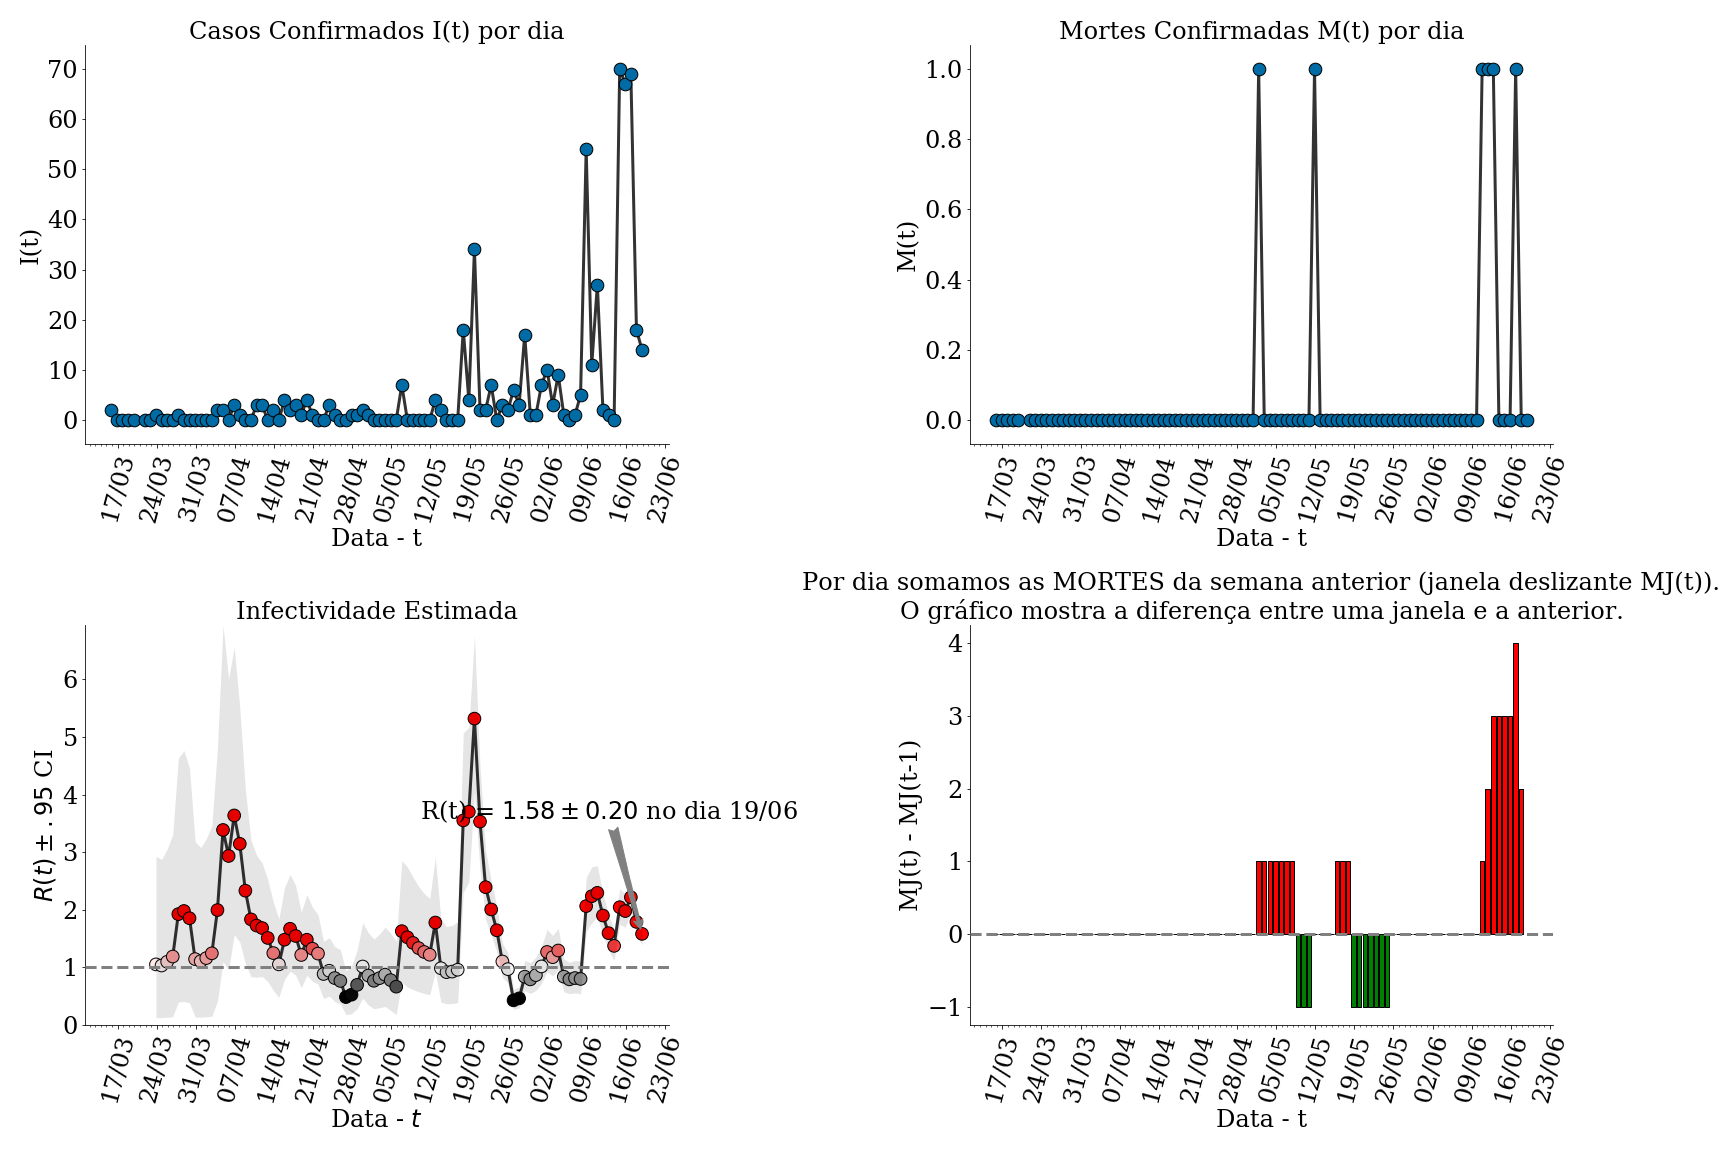 Casos Confirmados I(t) por dia
70
60
50
40
30
20
10
0
I(t)
17/03 24/03 31/03 07/04 14/04 21/04 28/04 05/05 12/05 19/05 26/05 02/06 09/06 16/06 23/06
Data - t
Mortes Confirmadas M(t) por dia
1.0
0.8
0.6
0.4
0.2
0.0
M(t)
17/03 24/03 31/03 07/04 14/04 21/04 28/04 05/05 12/05 19/05 26/05 02/06 09/06 16/06 23/06
Data - t
Infectividade Estimada
6
5
4
3
2
1
0
R(t) ± .95 CI
R(t) = 1.58 ± 0.20 no dia 19/06
17/03 24/03 31/03 07/04 14/04 21/04 28/04 05/05 12/05 19/05 26/05 02/06 09/06 16/06 23/06
Data - t
Por dia somamos as MORTES da semana anterior (janela deslizante MJ(t)).
O gráfico mostra a diferença entre uma janela e a anterior.
4
3
2
1
0
−1
MJ(t) - MJ(t-1)
17/03 24/03 31/03 07/04 14/04 21/04 28/04 05/05 12/05 19/05 26/05 02/06 09/06 16/06 23/06
Data - t